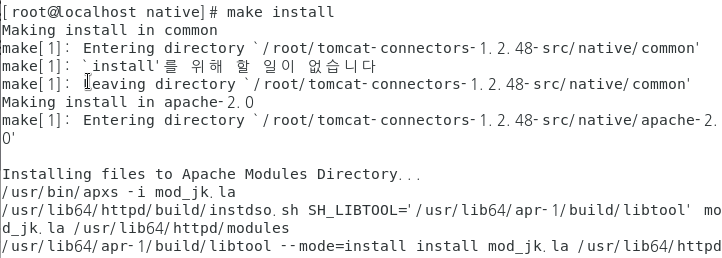 [root@localhost native]# make install
Making install in common
make[1]: Entering directory `/root/tomcat-connectors-1.2.48-src/native/common'
make[1]: `install'를 위해 할 일이 없습니다
make[1]: Leaving directory `/root/tomcat-connectors-1.2.48-src/native/common'
Making install in apache-2.0
make[1]: Entering directory `/root/tomcat-connectors-1.2.48-src/native/apache-2.
0'
Installing files to Apache Modules Directory...
/usr/bin/apxs -i mod_jk.la
/usr/lib64/httpd/build/instdso.sh SH_LIBTOOL='/usr/lib64/apr-1/build/libtool' mo
d_jk.la /usr/lib64/httpd/modules
/usr/lib64/apr-1/build/libtool --mode=install install mod_jk.la /usr/lib64/httpd